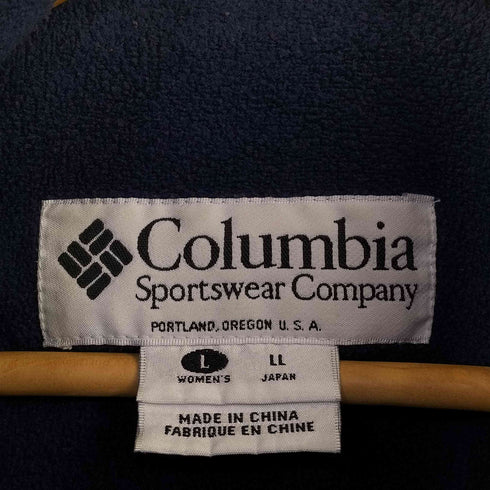 Columbia
Sportswear Company
PORTLAND, OREGON U. S. A.
L LL
WOMEN'S JAPAN
MADE IN CHINA
FABRIQUE EN CHINE